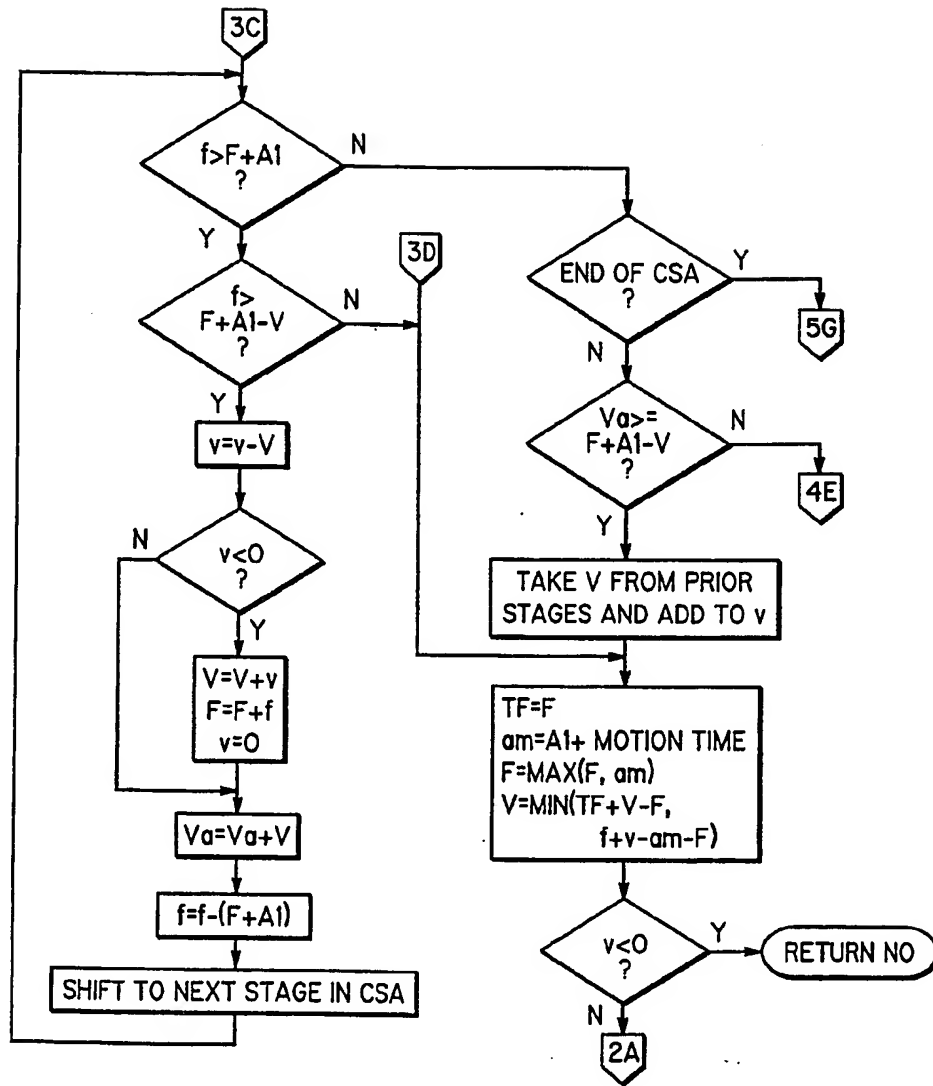 3C
f>F+A1
?
N
Y
f>
F+A1-V
?
N
Y
3D
v=v-V
v<0
?
N
Y
V=V+v
F=F+f
v=0
Va=Va+V
f=f-(F+A1)
SHIFT TO NEXT STAGE IN CSA
END OF CSA
?
Y
5G
N
Va>=
F+A1-V
?
N
4E
Y
TAKE V FROM PRIOR
STAGES AND ADD TO v
TF=F
am=A1+ MOTION TIME
F=MAX(F, am)
V=MIN(TF+V-F,
f+v-am-F)
v<0
?
Y
RETURN NO
N
2A